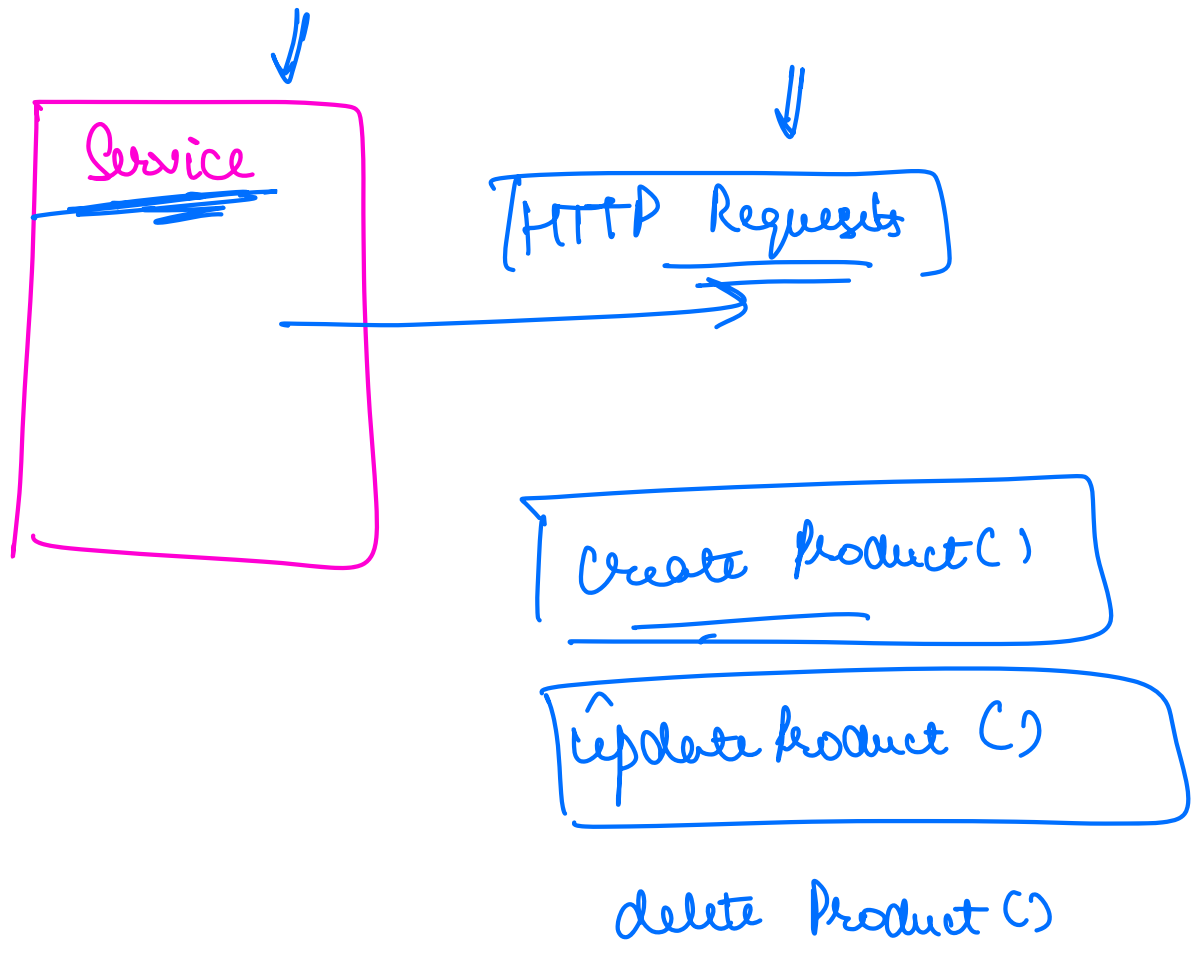 Service
HTTP Requests
Create Product()
update Product ()
delete Product ()